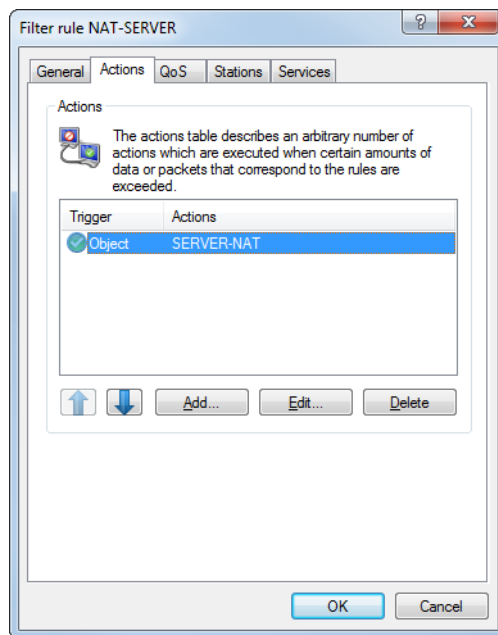 Filter rule NAT-SERVER
General Actions QoS Stations Services
Actions
The actions table describes an arbitrary number of
actions which are executed when certain amounts of
data or packets that correspond to the rules are
exceeded.
Trigger Actions
Object SERVER-NAT
Add... Edit... Delete
OK Cancel